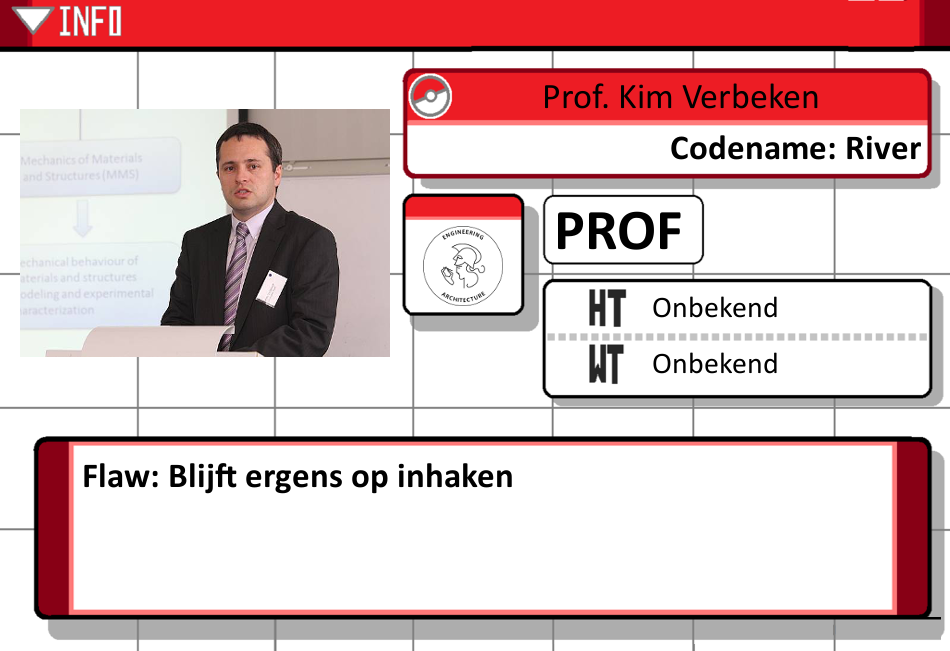 INFO
Prof. Kim Verbeken
Codename: River
Mechanics of Materials
and Structures (MMS)
echanical behaviour of
aterials and structures
odeling and experimental
aracterization
ENGINEERING
ARCHITECTURE
PROF
HT Onbekend
WT Onbekend
Flaw: Blijft ergens op inhaken